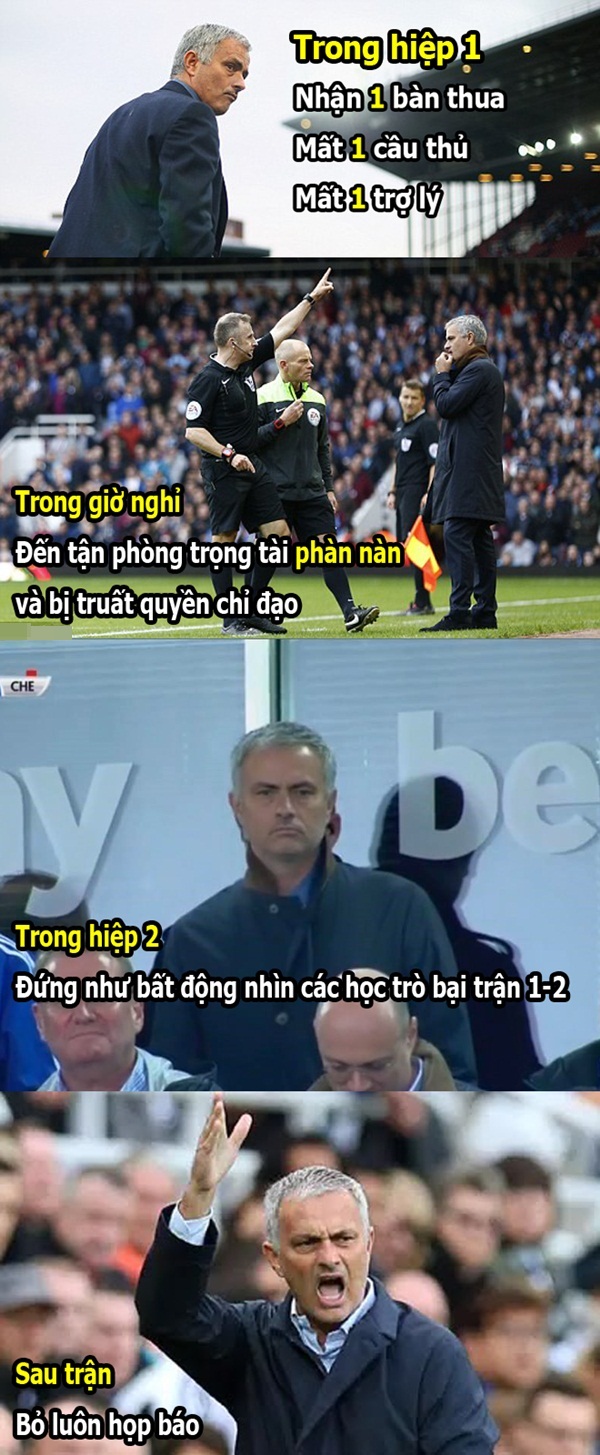 Trong hiệp 1
Nhận 1 bàn thua
Mất 1 cầu thủ
Mất 1 trợ lý
Trong giờ nghỉ
Đến tận phòng trọng tài phàn nàn
và bị truất quyền chỉ đạo
CHE
y be
Trong hiệp 2
Đứng như bất động nhìn các học trò bại trận 1-2
Sau trận
Bỏ luôn họp báo